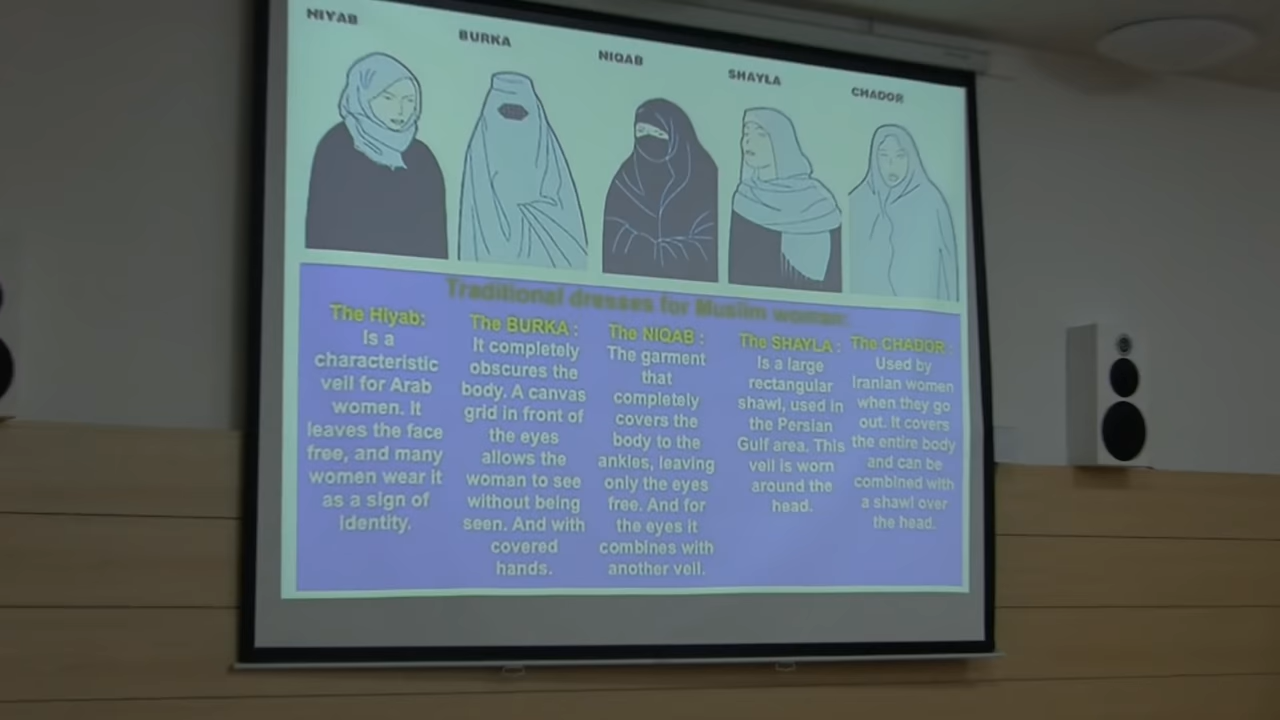 NIYAB
BURKA
NIQAB
SHAYLA
CHADOR
Traditional dresses for Muslim woman:
The Hiyab:
Is a
characteristic
veil for Arab
women. It
leaves the face
free, and many
women wear it
as a sign of
identity.
The BURKA :
It completely
obscures the
body. A canvas
grid in front of
the eyes
allows the
woman to see
without being
seen. And with
covered
hands.
The NIQAB :
The garment
that
completely
covers the
body to the
ankles, leaving
only the eyes
free. And for
the eyes it
combines with
another veil.
The SHAYLA :
Is a large
rectangular
shawl, used in
the Persian
Gulf area. This
veil is worn
around the
head.
The CHADOR :
Used by
Iranian women
when they go
out. It covers
the entire body
and can be
combined with
a shawl over
the head.